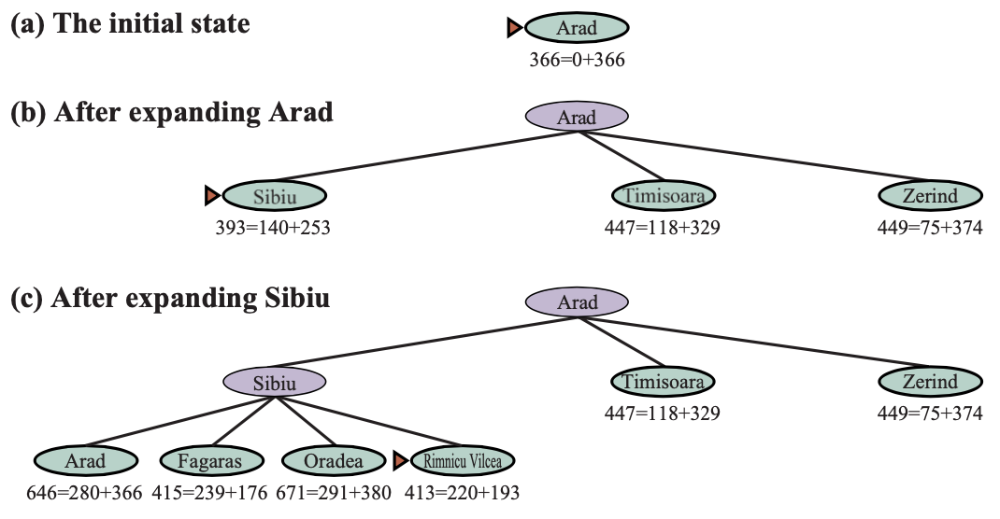 (a) The initial state
Arad
366=0+366
(b) After expanding Arad
Arad
Sibiu
Timisoara
Zerind
393=140+253
447=118+329
449=75+374
(c) After expanding Sibiu
Arad
Sibiu
Timisoara
Zerind
447=118+329
449=75+374
Arad
Fagaras
Oradea
Rimnicu Vilcea
646=280+366
415=239+176
671=291+380
413=220+193